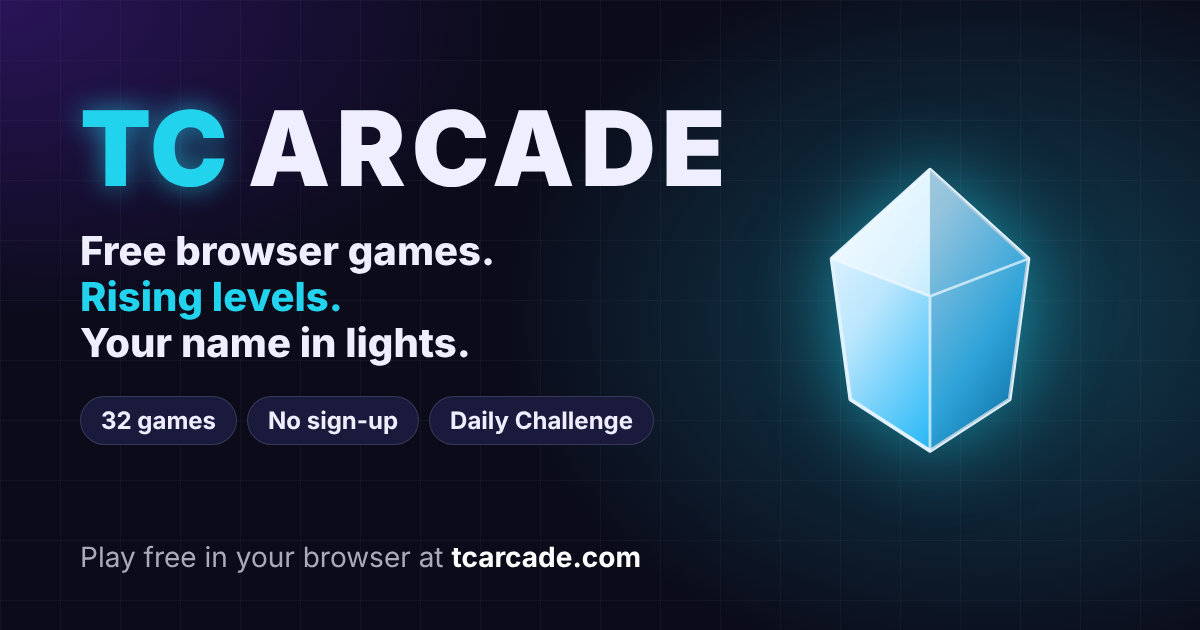 TC ARCADE
Free browser games.
Rising levels.
Your name in lights.
32 games No sign-up Daily Challenge
Play free in your browser at tcarcade.com